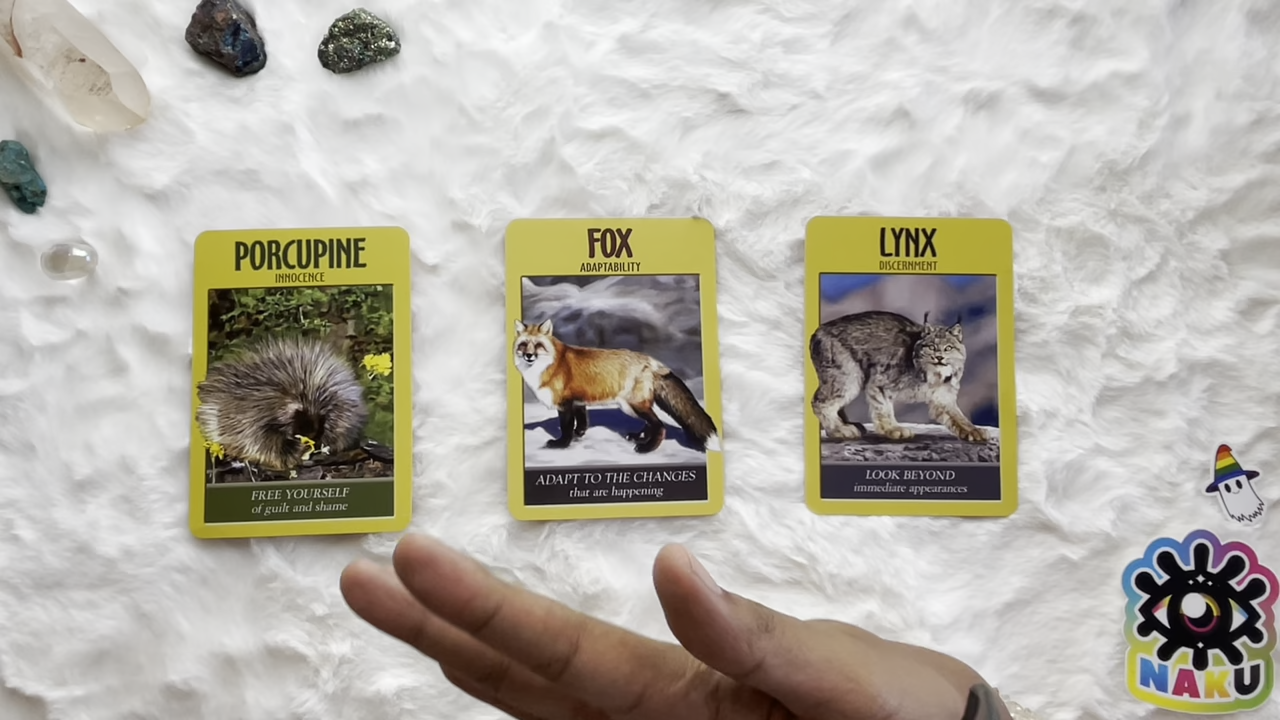 PORCUPINE
INNOCENCE
FREE YOURSELF
of guilt and shame
FOX
ADAPTABILITY
ADAPT TO THE CHANGES
that are happening
LYNX
DISCERNMENT
LOOK BEYOND
immediate appearances
NAKU